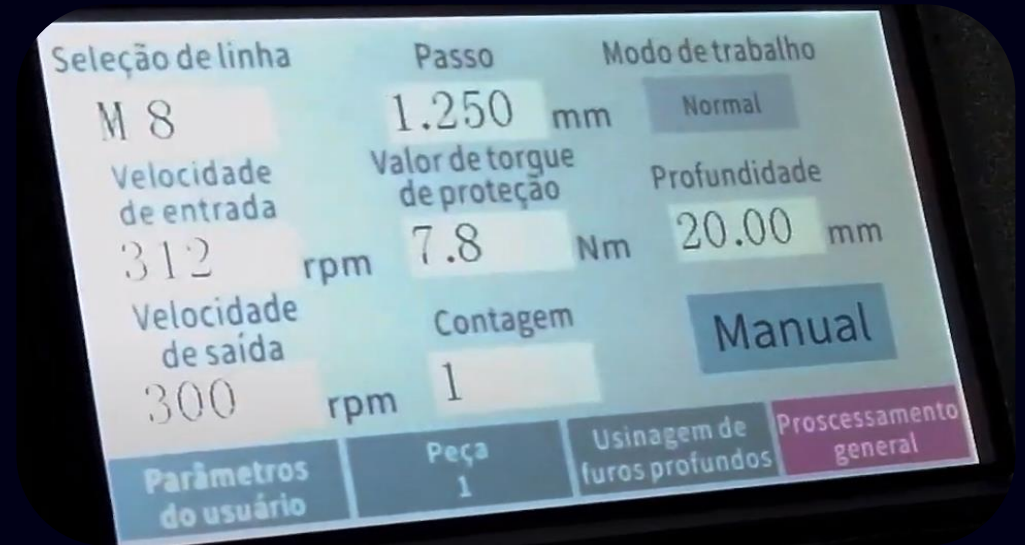 Seleção de linha
Passo
Modo de trabalho
M 8
1.250 mm
Normal
Velocidade
de entrada
Valor de torque
de proteção
Profundidade
312 rpm
7.8 Nm
20.00 mm
Velocidade
de saída
Contagem
Manual
300 rpm
1
Parâmetros
do usuário
Peça
1
Usinagem de
furos profundos
Proscessamento
general